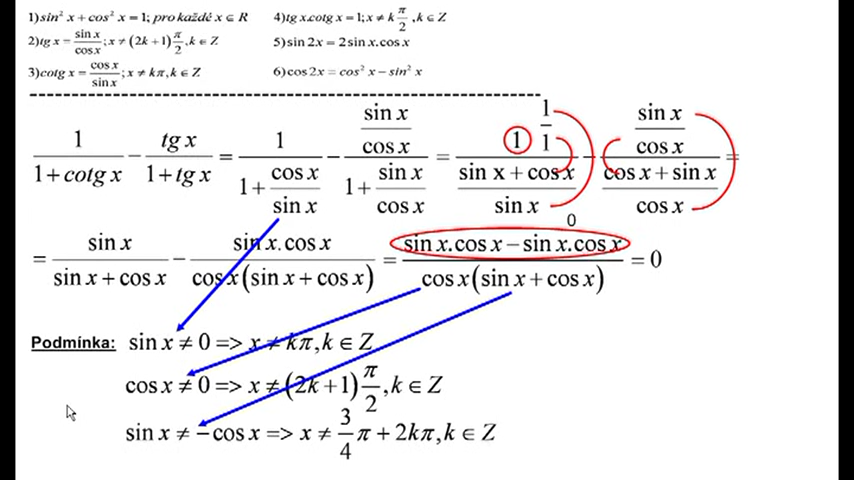 1) sin² x + cos² x = 1; pro každé x ∈ R
4) tg x.cotg x = 1; x ≠ k π/2, k ∈ Z
2) tg x = sin x/cos x; x ≠ (2k+1) π/2, k ∈ Z
5) sin 2x = 2 sin x.cos x
3) cotg x = cos x/sin x; x ≠ kπ, k ∈ Z
6) cos 2x = cos² x − sin² x
1/(1 + cotg x) − tg x/(1 + tg x) = 1/(1 + cos x/sin x) − (sin x/cos x)/(1 + sin x/cos x) = 1 (1/1)/((sin x + cos x)/sin x) − (sin x/cos x)/((cos x + sin x)/cos x) =
0
= sin x/(sin x + cos x) − sin x.cos x/(cos x(sin x + cos x)) = (sin x.cos x − sin x.cos x)/(cos x(sin x + cos x)) = 0
Podmínka: sin x ≠ 0 => x ≠ kπ, k ∈ Z
cos x ≠ 0 => x ≠ (2k+1) π/2, k ∈ Z
sin x ≠ −cos x => x ≠ 3/4 π + 2kπ, k ∈ Z